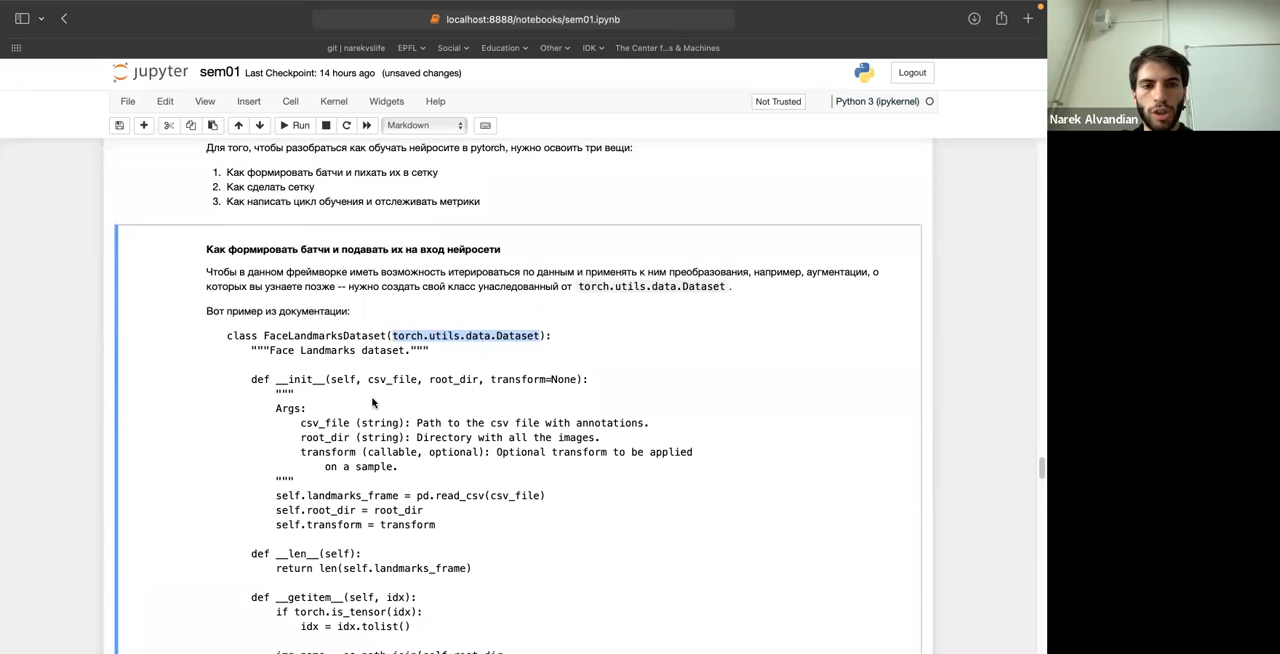 localhost:8888/notebooks/sem01.ipynb
git | narekvslife EPFL Social Education Other IDK The Center f...s & Machines
jupyter sem01 Last Checkpoint: 14 hours ago (unsaved changes) Logout
File Edit View Insert Cell Kernel Widgets Help Not Trusted Python 3 (ipykernel)
Run Markdown
Narek Alvandian
Для того, чтобы разобраться как обучать нейросите в pytorch, нужно освоить три вещи:
1. Как формировать батчи и пихать их в сетку
2. Как сделать сетку
3. Как написать цикл обучения и отслеживать метрики
Как формировать батчи и подавать их на вход нейросети
Чтобы в данном фреймворке иметь возможность итерироваться по данным и применять к ним преобразования, например, аугментации, о
которых вы узнаете позже -- нужно создать свой класс унаследованный от torch.utils.data.Dataset .
Вот пример из документации:
class FaceLandmarksDataset(torch.utils.data.Dataset):
"""Face Landmarks dataset."""
def __init__(self, csv_file, root_dir, transform=None):
"""
Args:
csv_file (string): Path to the csv file with annotations.
root_dir (string): Directory with all the images.
transform (callable, optional): Optional transform to be applied
on a sample.
"""
self.landmarks_frame = pd.read_csv(csv_file)
self.root_dir = root_dir
self.transform = transform
def __len__(self):
return len(self.landmarks_frame)
def __getitem__(self, idx):
if torch.is_tensor(idx):
idx = idx.tolist()